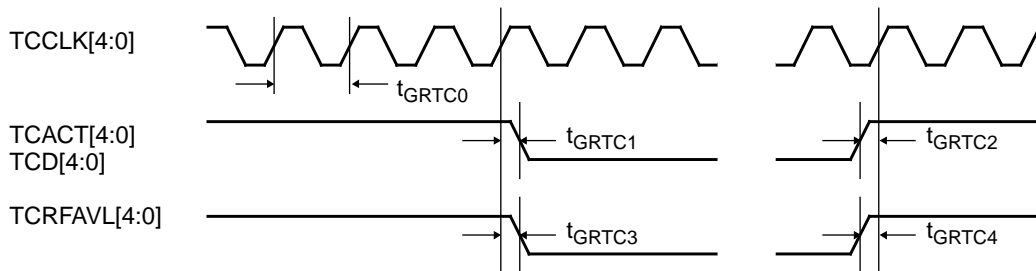 TCCLK[4:0]
tGRTC0
TCACT[4:0]
TCD[4:0]
tGRTC1
tGRTC2
TCRFAVL[4:0]
tGRTC3
tGRTC4